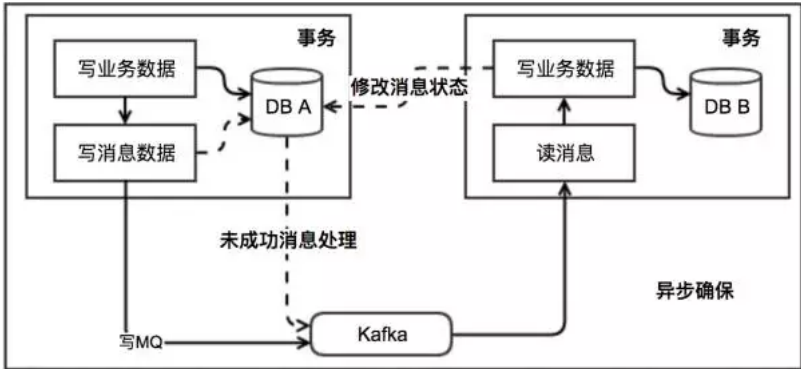 事务
写业务数据
DB A
写消息数据
修改消息状态
事务
写业务数据
DB B
读消息
未成功消息处理
异步确保
写MQ
Kafka